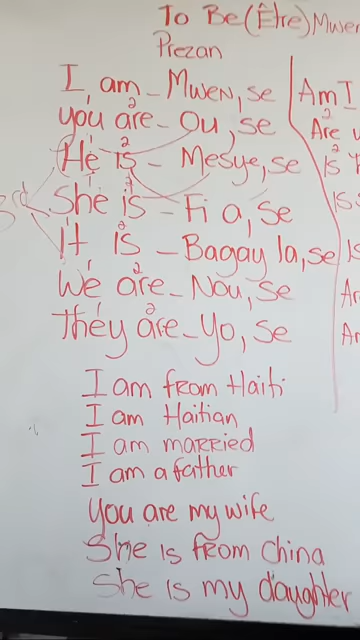 To Be (Être) Mwen
Prezan
I am - Mwen, se
you are - Ou, se
He is - Mesye, se
She is - Fi a, se
It is - Bagay la, se
We are - Nou, se
They are - Yo, se
I am from Haiti
I am Haitian
I am married
I am a father
You are my wife
She is from China
She is my daughter
3rd
Am I
Are
Is
Is
Is
Ar
Ar